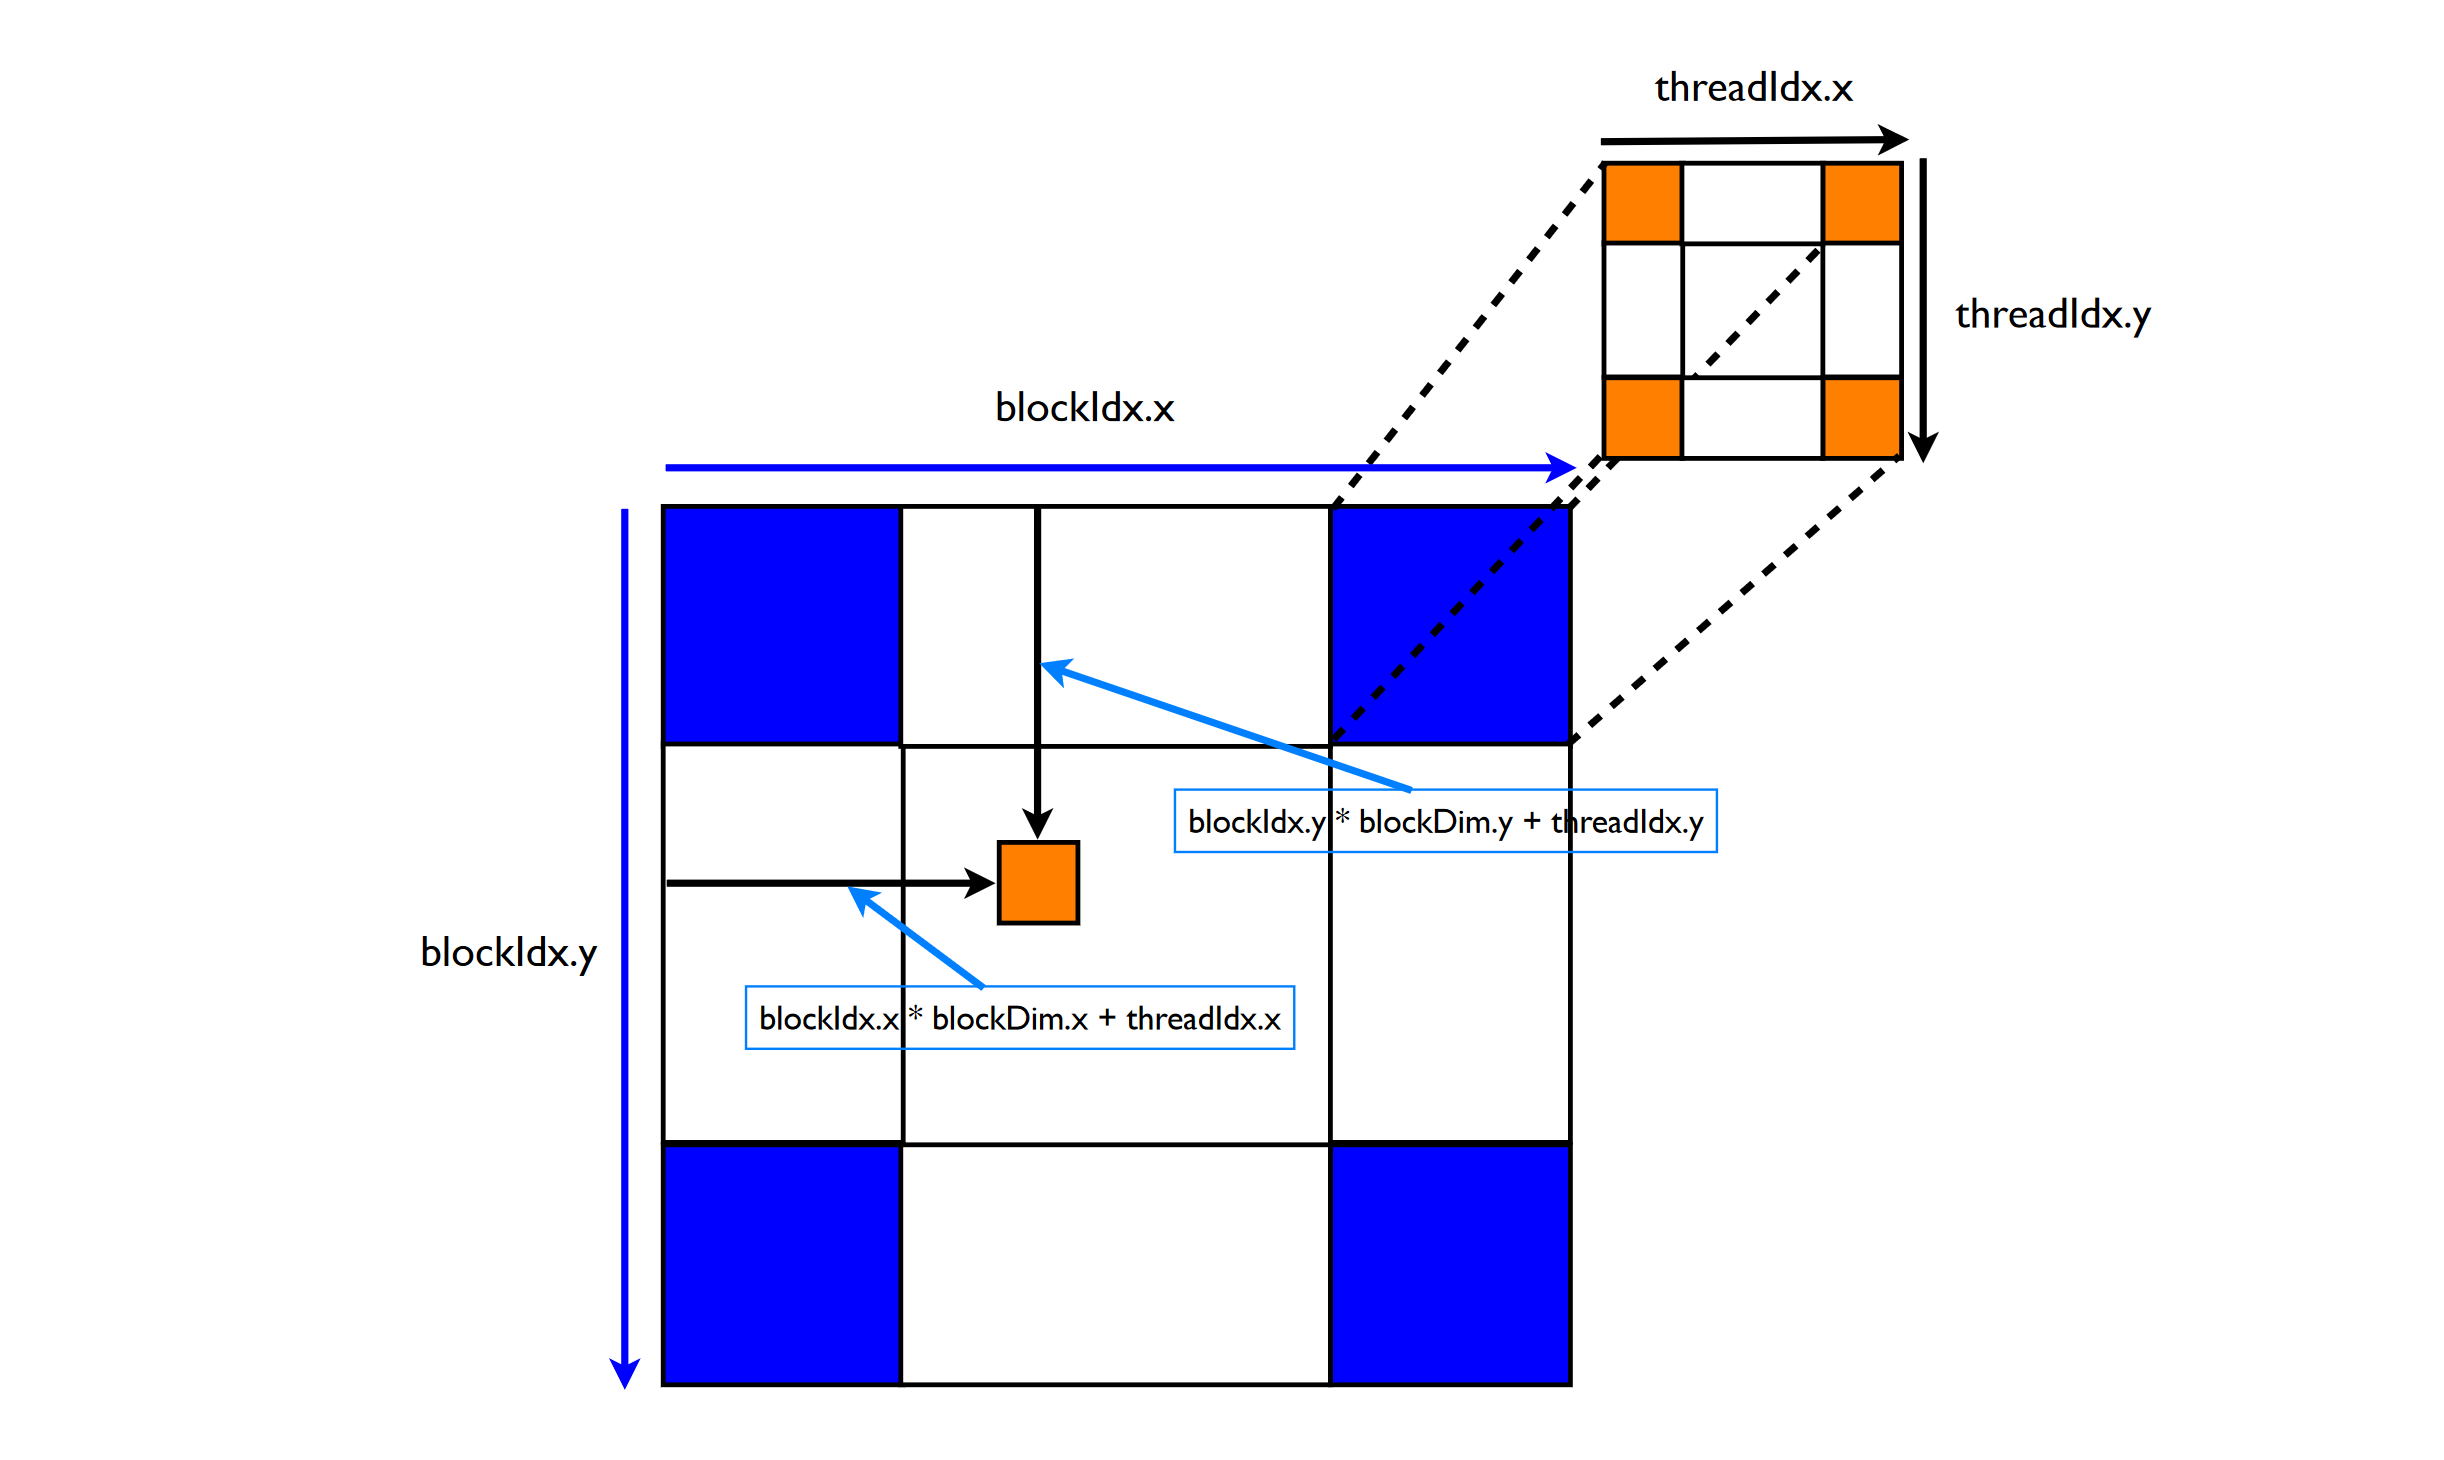 threadIdx.x
threadIdx.y
blockIdx.x
blockIdx.y * blockDim.y + threadIdx.y
blockIdx.y
blockIdx.x * blockDim.x + threadIdx.x